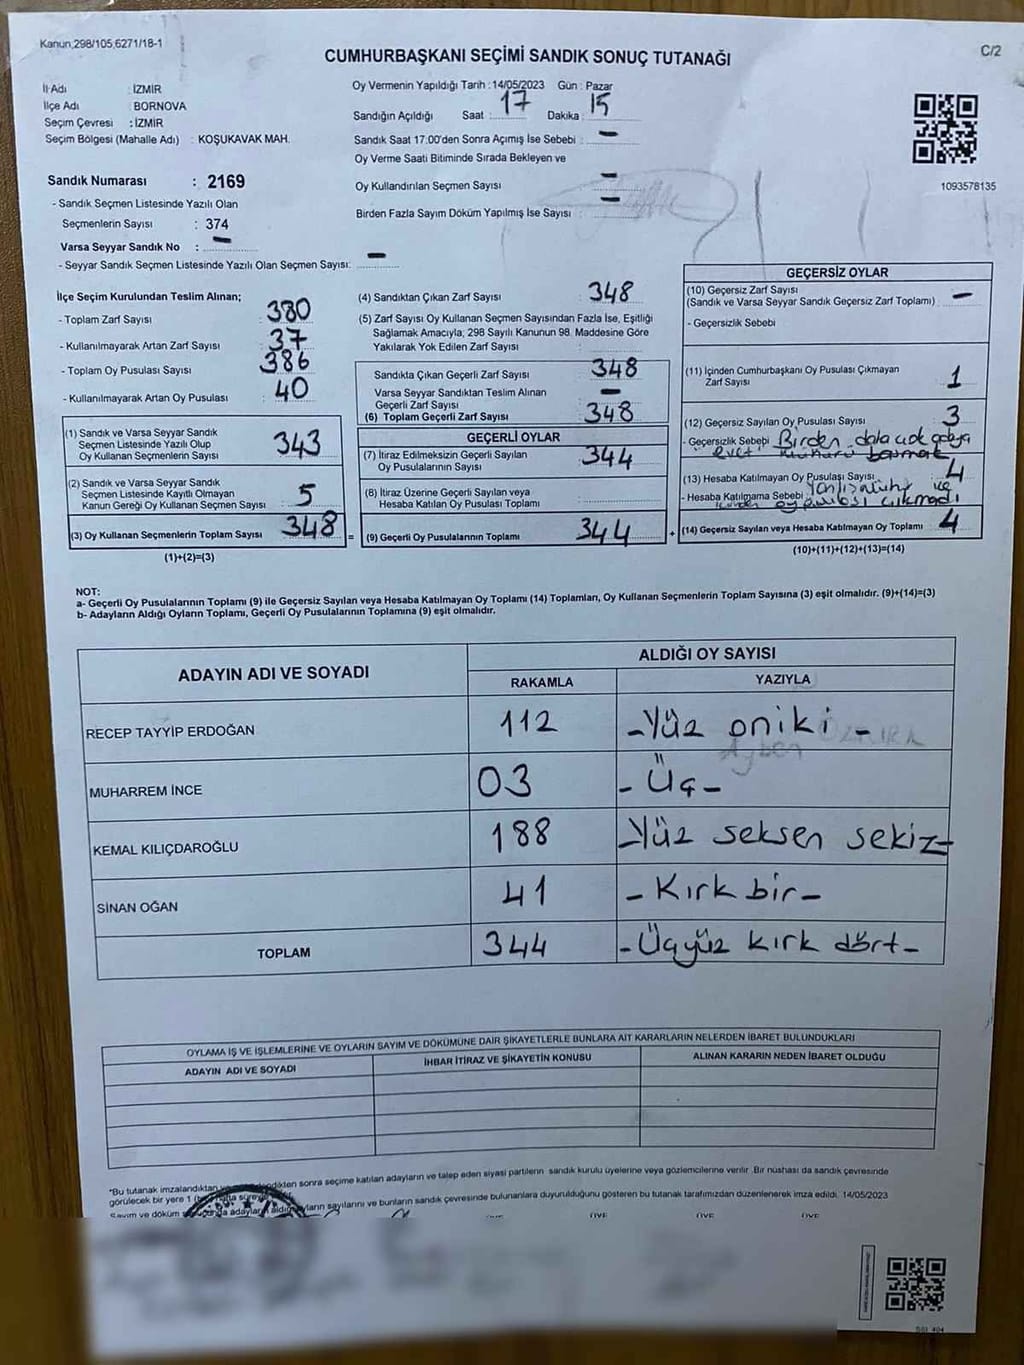 Kanun,298/105,6271/18-1
C/2
CUMHURBAŞKANI SEÇİMİ SANDIK SONUÇ TUTANAĞI
İl Adı : İZMİR
İlçe Adı : BORNOVA
Seçim Çevresi : İZMİR
Seçim Bölgesi (Mahalle Adı) : KOŞUKAVAK MAH.
Oy Vermenin Yapıldığı Tarih :14/05/2023 Gün : Pazar
Sandığın Açıldığı Saat : 17 Dakika : 15
Sandık Saat 17.00'den Sonra Açımış İse Sebebi : -
Oy Verme Saati Bitiminde Sırada Bekleyen ve
Oy Kullandırılan Seçmen Sayısı : -
Birden Fazla Sayım Döküm Yapılmış İse Sayısı : -
1093578135
Sandık Numarası : 2169
- Sandık Seçmen Listesinde Yazılı Olan
Seçmenlerin Sayısı : 374
Varsa Seyyar Sandık No : -
- Seyyar Sandık Seçmen Listesinde Yazılı Olan Seçmen Sayısı: -
İlçe Seçim Kurulundan Teslim Alınan;
- Toplam Zarf Sayısı : 380
- Kullanılmayarak Artan Zarf Sayısı : 37
- Toplam Oy Pusulası Sayısı : 386
- Kullanılmayarak Artan Oy Pusulası : 40
(1) Sandık ve Varsa Seyyar Sandık
Seçmen Listesinde Yazılı Olup
Oy Kullanan Seçmenlerin Sayısı : 343
(2) Sandık ve Varsa Seyyar Sandık
Seçmen Listesinde Kayıtlı Olmayan
Kanun Gereği Oy Kullanan Seçmen Sayısı : 5
(3) Oy Kullanan Seçmenlerin Toplam Sayısı : 348 =
(1)+(2)=(3)
(4) Sandıktan Çıkan Zarf Sayısı : 348
(5) Zarf Sayısı Oy Kullanan Seçmen Sayısından Fazla İse, Eşitliği
Sağlamak Amacıyla; 298 Sayılı Kanunun 98. Maddesine Göre
Yakılarak Yok Edilen Zarf Sayısı :
Sandıkta Çıkan Geçerli Zarf Sayısı : 348
Varsa Seyyar Sandıktan Teslim Alınan
Geçerli Zarf Sayısı : -
(6) Toplam Geçerli Zarf Sayısı : 348
GEÇERLİ OYLAR
(7) İtiraz Edilmeksizin Geçerli Sayılan
Oy Pusulalarının Sayısı : 344
(8) İtiraz Üzerine Geçerli Sayılan veya
Hesaba Katılan Oy Pusulası Toplamı :
(9) Geçerli Oy Pusulalarının Toplamı : 344 +
GEÇERSİZ OYLAR
(10) Geçersiz Zarf Sayısı
(Sandık ve Varsa Seyyar Sandık Geçersiz Zarf Toplamı) : -
- Geçersizlik Sebebi :
(11) İçinden Cumhurbaşkanı Oy Pusulası Çıkmayan
Zarf Sayısı : 1
(12) Geçersiz Sayılan Oy Pusulası Sayısı : 3
- Geçersizlik Sebebi : Birden
evet basmak
(13) Hesaba Katılmayan Oy Pusulası Sayısı : 4
- Hesaba Katılmama Sebebi :
çıkmadı
(14) Geçersiz Sayılan veya Hesaba Katılmayan Oy Toplamı : 4
(10)+(11)+(12)+(13)=(14)
NOT:
a- Geçerli Oy Pusulalarının Toplamı (9) ile Geçersiz Sayılan veya Hesaba Katılmayan Oy Toplamı (14) Toplamları, Oy Kullanan Seçmenlerin Toplam Sayısına (3) eşit olmalıdır. (9)+(14)=(3)
b- Adayların Aldığı Oyların Toplamı, Geçerli Oy Pusulalarının Toplamına (9) eşit olmalıdır.
ADAYIN ADI VE SOYADI
ALDIĞI OY SAYISI
RAKAMLA YAZIYLA
RECEP TAYYİP ERDOĞAN 112 -Yüz oniki-
MUHARREM İNCE 03 -Üç-
KEMAL KILIÇDAROĞLU 188 -Yüz seksen sekiz-
SİNAN OĞAN 41 -Kırk bir-
TOPLAM 344 -Üçyüz kırk dört-
OYLAMA İŞ VE İŞLEMLERİNE VE OYLARIN SAYIM VE DÖKÜMÜNE DAİR ŞİKAYETLERLE BUNLARA AİT KARARLARIN NELERDEN İBARET BULUNDUKLARI
ADAYIN ADI VE SOYADI İHBAR İTİRAZ VE ŞİKAYETİN KONUSU ALINAN KARARIN NEDEN İBARET OLDUĞU
*Bu tutanak imzalandıktan sonra seçime katılan adayların ve talep eden siyasi partilerin sandık kurulu üyelerine veya gözlemcilerine verilir .Bir nüshası da sandık çevresinde
görülecek bir yere 1
adayların aldığı oyların sayılarını ve bunların sandık çevresinde bulunanlara duyurulduğunu gösteren bu tutanak tarafımızdan düzenlenerek imza edildi. 14/05/2023
Sayım ve döküm
ÜYE ÜYE ÜYE